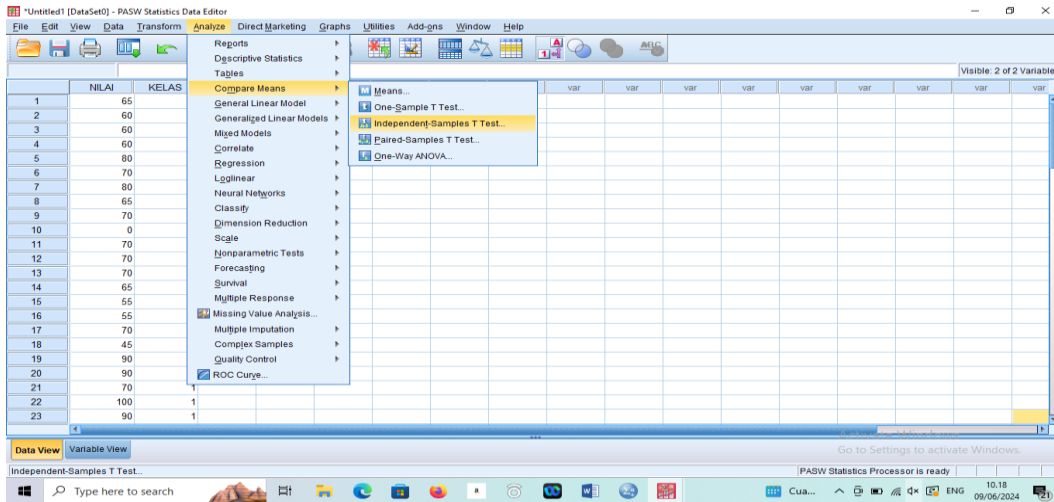 *Untitled1 [DataSet0] - PASW Statistics Data Editor
File Edit View Data Transform Analyze Direct Marketing Graphs Utilities Add-ons Window Help
Visible: 2 of 2 Variable
NILAI KELAS var var var var var var var var var
1 65
2 60
3 60
4 60
5 80
6 70
7 80
8 65
9 70
10 0
11 70
12 70
13 70
14 65
15 55
16 55
17 70
18 45
19 90
20 90
21 70 1
22 100 1
23 90 1
Reports
Descriptive Statistics
Tables
Compare Means
General Linear Model
Generalized Linear Models
Mixed Models
Correlate
Regression
Loglinear
Neural Networks
Classify
Dimension Reduction
Scale
Nonparametric Tests
Forecasting
Survival
Multiple Response
Missing Value Analysis...
Multiple Imputation
Complex Samples
Quality Control
ROC Curve...
Means...
One-Sample T Test...
Independent-Samples T Test...
Paired-Samples T Test...
One-Way ANOVA...
Data View Variable View
Go to Settings to activate Windows.
Independent-Samples T Test... PASW Statistics Processor is ready
Type here to search Cua... ENG 10.18
09/06/2024